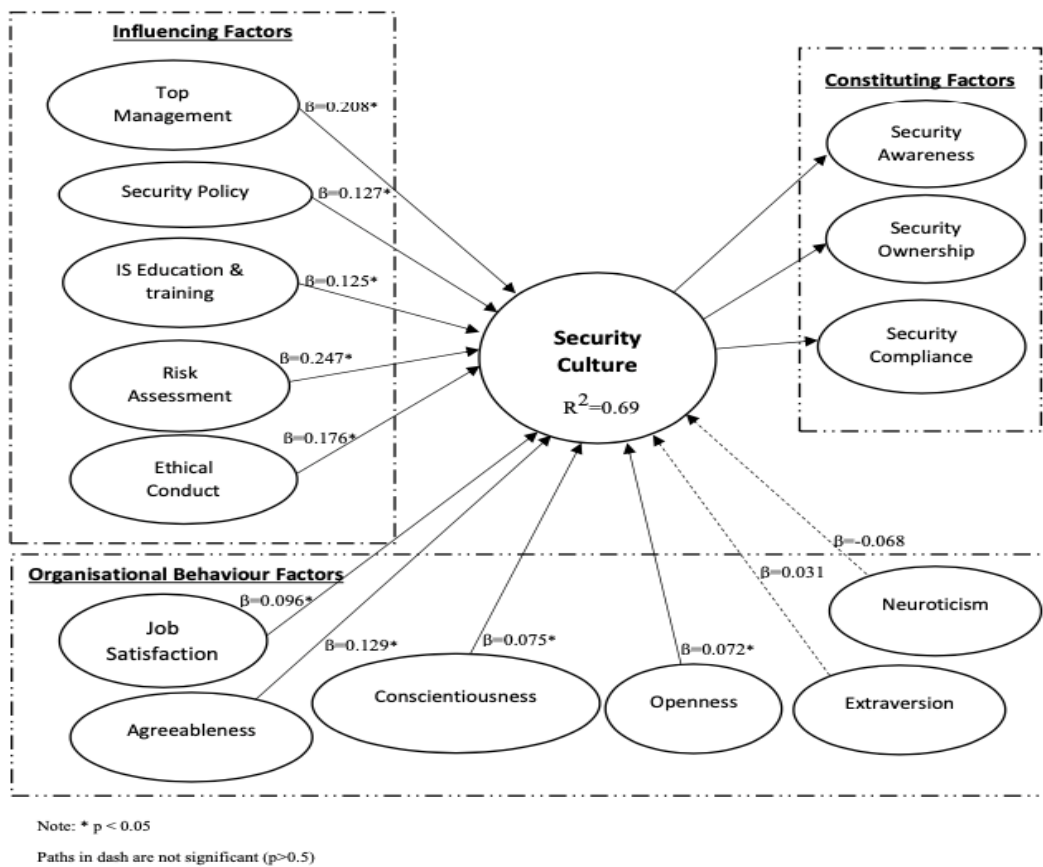 Influencing Factors
Top
Management
β=0.208*
Security Policy
β=0.127*
IS Education &
training
β=0.125*
Risk
Assessment
β=0.247*
Ethical
Conduct
β=0.176*
Security
Culture
R²=0.69
Constituting Factors
Security
Awareness
Security
Ownership
Security
Compliance
Organisational Behaviour Factors
Job
Satisfaction
β=0.096*
Agreeableness
β=0.129*
Conscientiousness
β=0.075*
Openness
β=0.072*
Extraversion
β=0.031
Neuroticism
β=-0.068
Note: * p < 0.05
Paths in dash are not significant (p>0.5)